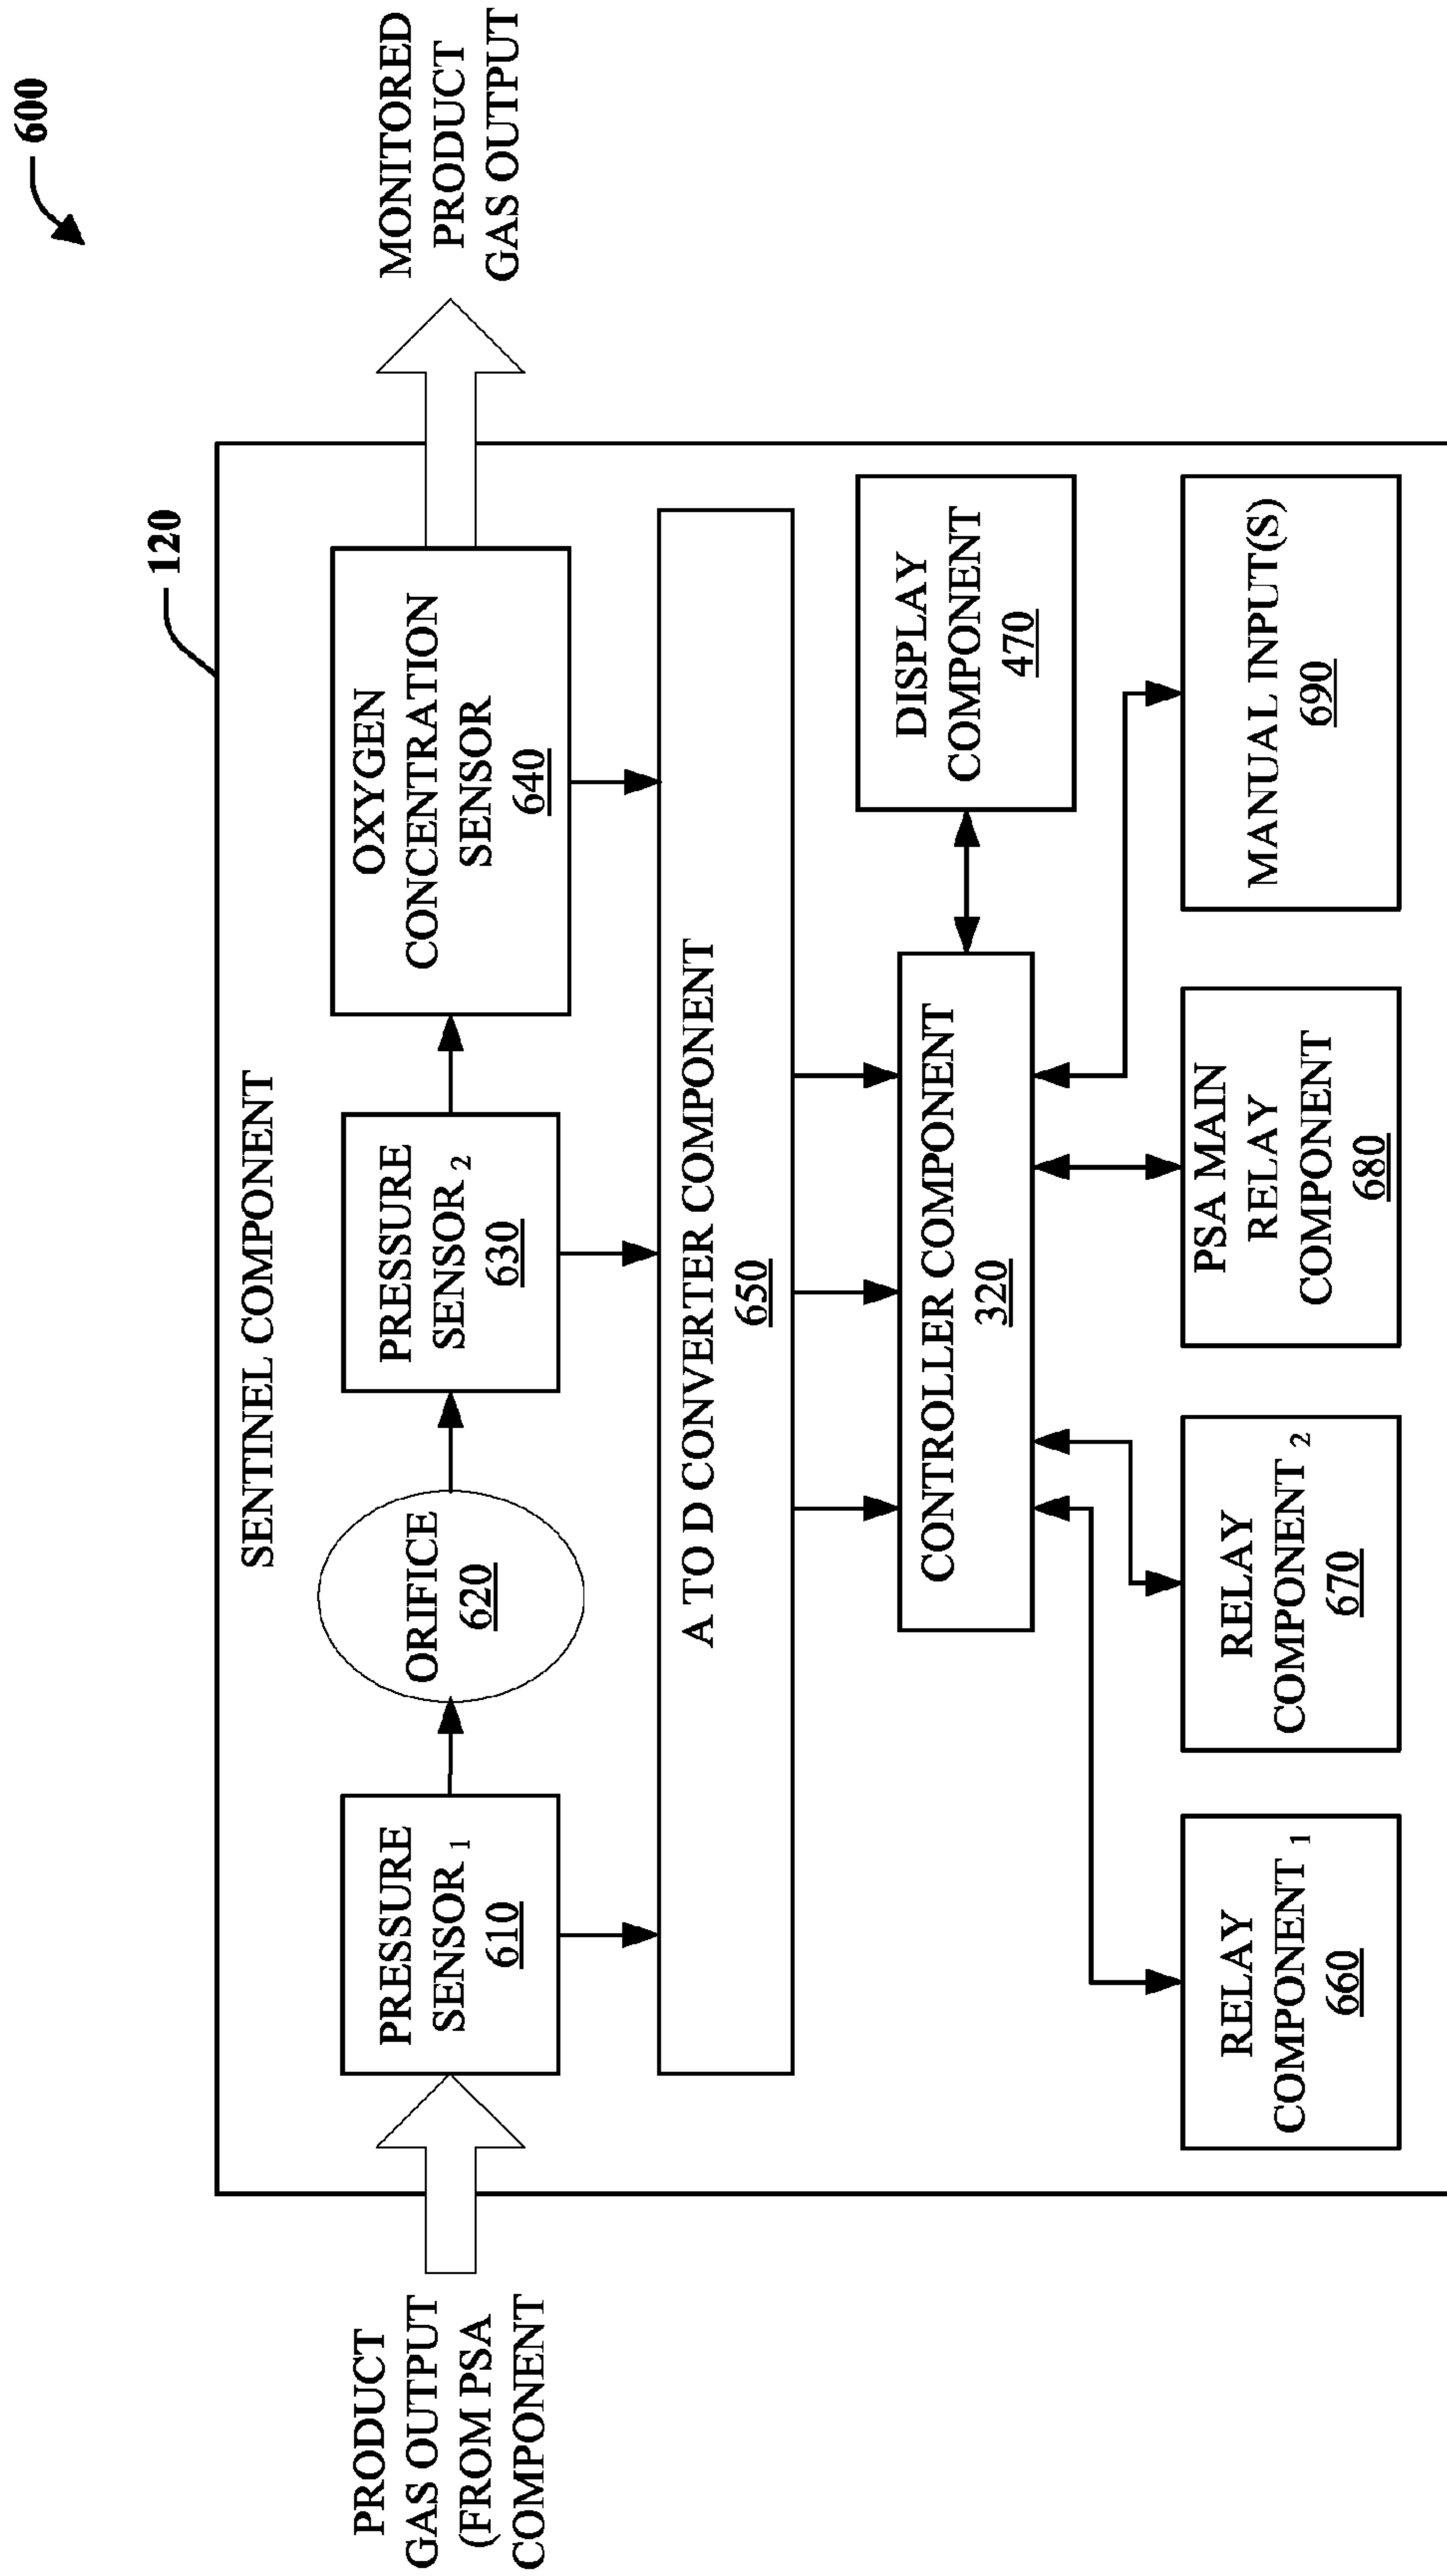 600
120
SENTINEL COMPONENT
PRODUCT
GAS OUTPUT
(FROM PSA
COMPONENT
PRESSURE
SENSOR 1
610
ORIFICE
620
PRESSURE
SENSOR 2
630
OXYGEN
CONCENTRATION
SENSOR
640
MONITORED
PRODUCT
GAS OUTPUT
A TO D CONVERTER COMPONENT
650
CONTROLLER COMPONENT
320
DISPLAY
COMPONENT
470
RELAY
COMPONENT 1
660
RELAY
COMPONENT 2
670
PSA MAIN
RELAY
COMPONENT
680
MANUAL INPUT(S)
690